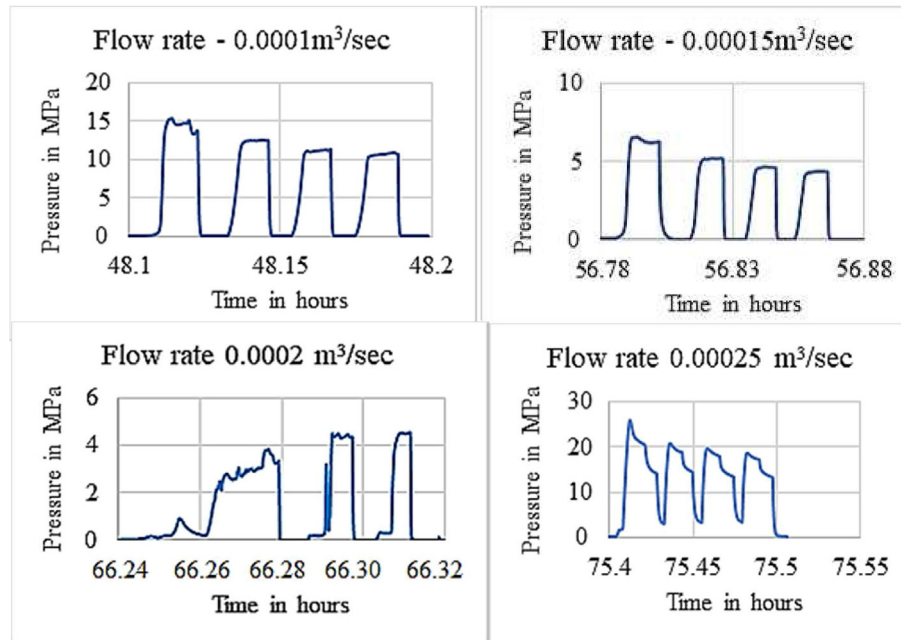 Flow rate - 0.0001m³/sec
Pressure in MPa
20
15
10
5
0
48.1
48.15
48.2
Time in hours
Flow rate - 0.00015m³/sec
Pressure in MPa
10
5
0
56.78
56.83
56.88
Time in hours
Flow rate 0.0002 m³/sec
Pressure in MPa
6
4
2
0
66.24
66.26
66.28
66.30
66.32
Time in hours
Flow rate 0.00025 m³/sec
Pressure in MPa
30
20
10
0
75.4
75.45
75.5
75.55
Time in hours